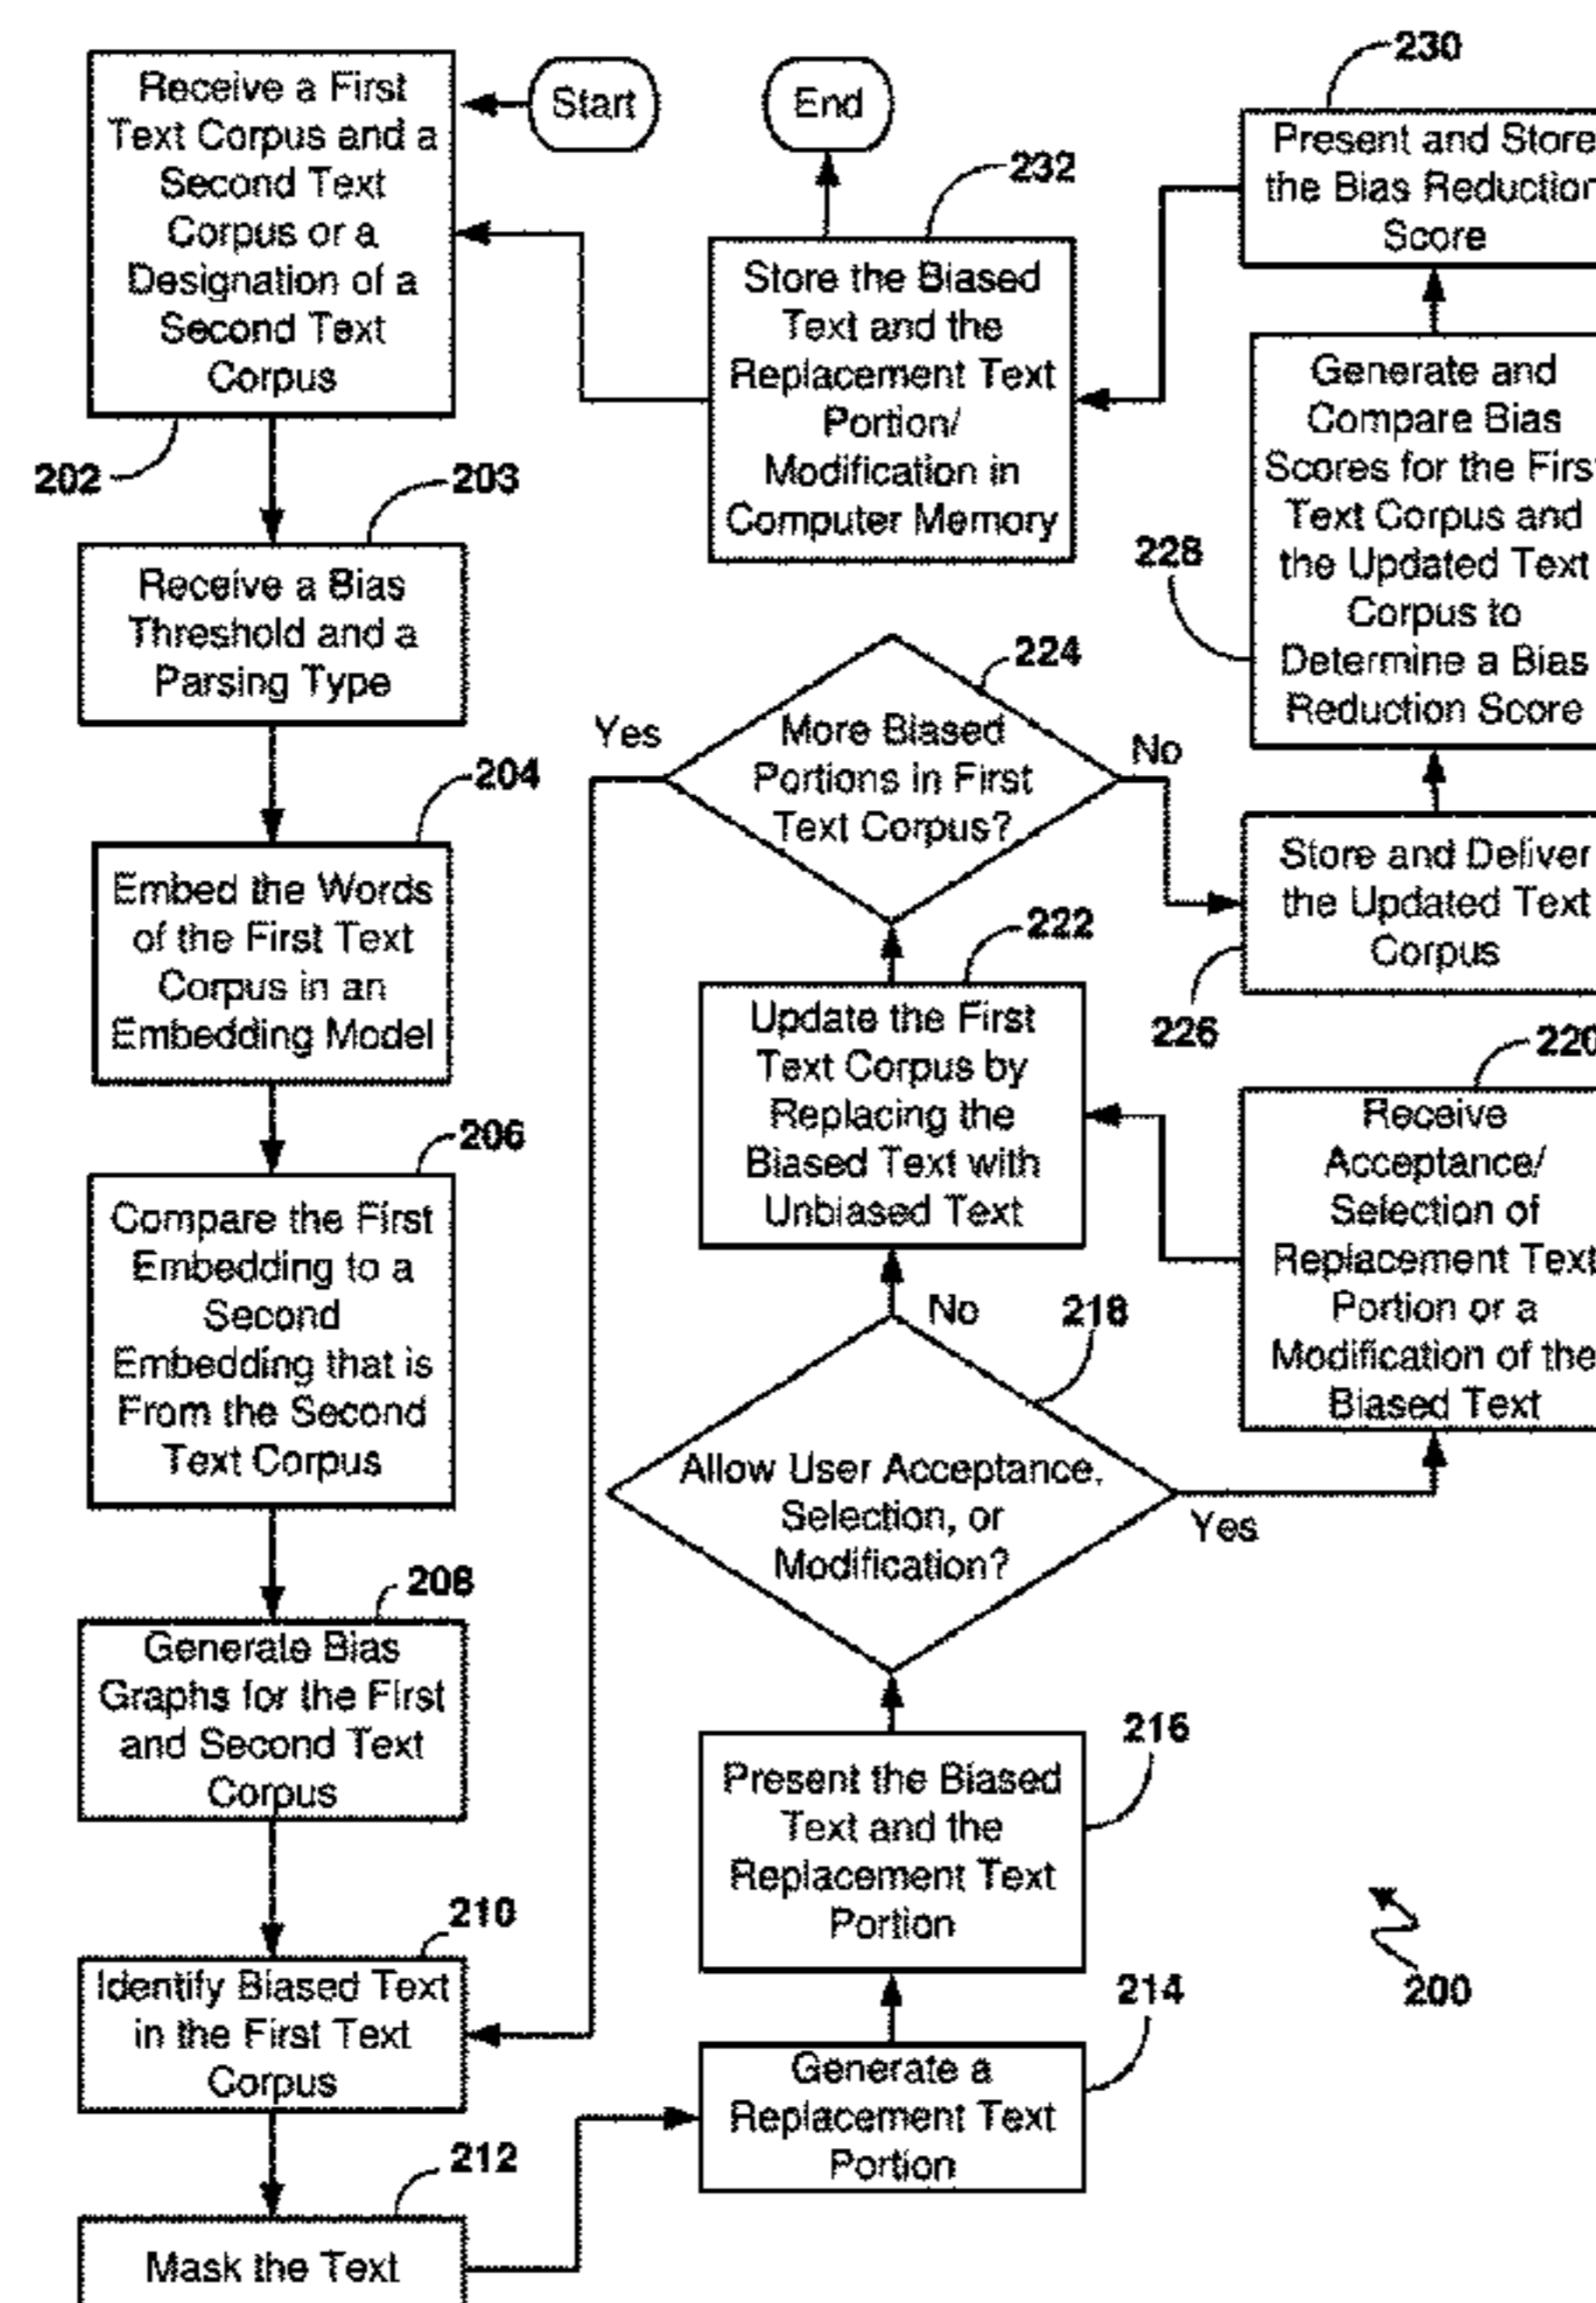 Receive a First
Text Corpus and a
Second Text
Corpus or a
Designation of a
Second Text
Corpus
Start
End
202
203
Receive a Bias
Threshold and a
Parsing Type
204
Embed the Words
of the First Text
Corpus in an
Embedding Model
206
Compare the First
Embedding to a
Second
Embedding that is
From the Second
Text Corpus
208
Generate Bias
Graphs for the First
and Second Text
Corpus
210
Identify Biased Text
in the First Text
Corpus
212
Mask the Text
214
Generate a
Replacement Text
Portion
216
Present the Biased
Text and the
Replacement Text
Portion
218
Allow User Acceptance,
Selection, or
Modification?
No
Yes
220
Receive
Acceptance/
Selection of
Replacement Text
Portion or a
Modification of the
Biased Text
222
Update the First
Text Corpus by
Replacing the
Biased Text with
Unbiased Text
224
More Biased
Portions in First
Text Corpus?
Yes
No
226
Store and Deliver
the Updated Text
Corpus
228
Generate and
Compare Bias
Scores for the First
Text Corpus and
the Updated Text
Corpus to
Determine a Bias
Reduction Score
230
Present and Store
the Bias Reduction
Score
232
Store the Biased
Text and the
Replacement Text
Portion/
Modification in
Computer Memory
200